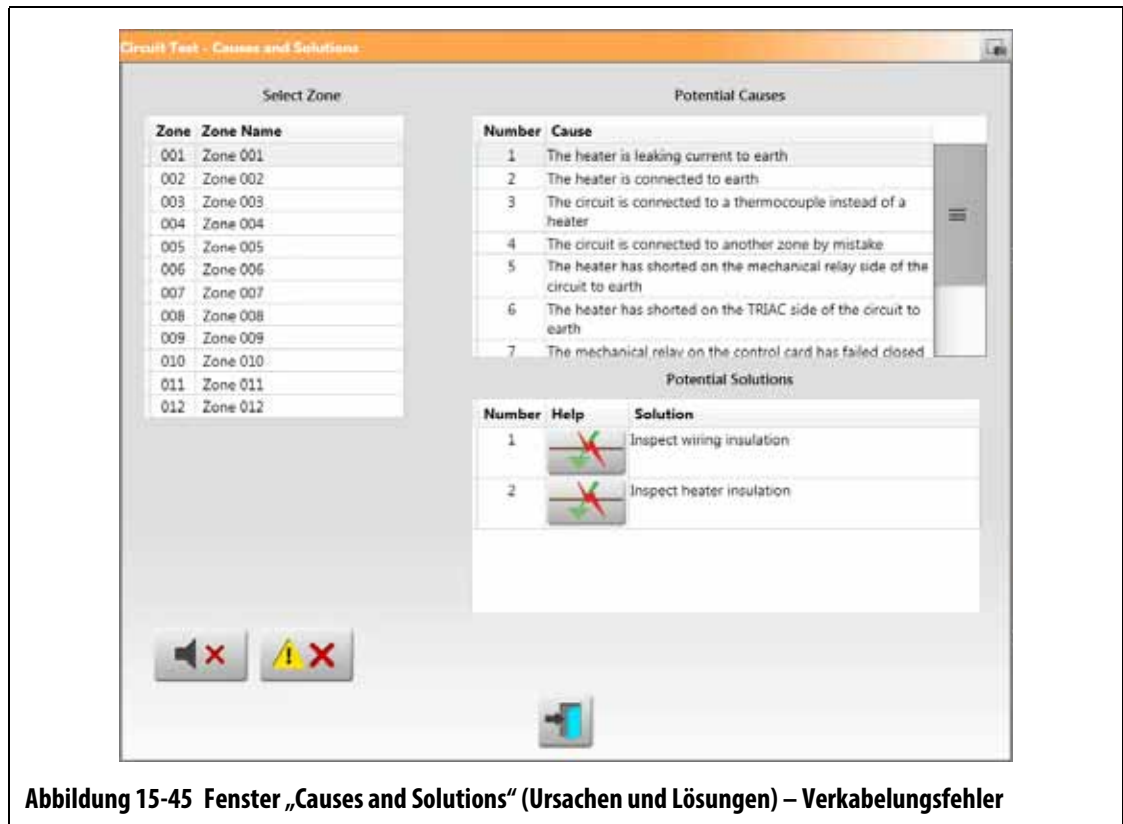 Circuit Test - Causes and Solutions
Select Zone
Zone Zone Name
001 Zone 001
002 Zone 002
003 Zone 003
004 Zone 004
005 Zone 005
006 Zone 006
007 Zone 007
008 Zone 008
009 Zone 009
010 Zone 010
011 Zone 011
012 Zone 012
Potential Causes
Number Cause
1 The heater is leaking current to earth
2 The heater is connected to earth
3 The circuit is connected to a thermocouple instead of a
heater
4 The circuit is connected to another zone by mistake
5 The heater has shorted on the mechanical relay side of the
circuit to earth
6 The heater has shorted on the TRIAC side of the circuit to
earth
7 The mechanical relay on the control card has failed closed
Potential Solutions
Number Help Solution
1 Inspect wiring insulation
2 Inspect heater insulation
Abbildung 15-45 Fenster „Causes and Solutions“ (Ursachen und Lösungen) – Verkabelungsfehler